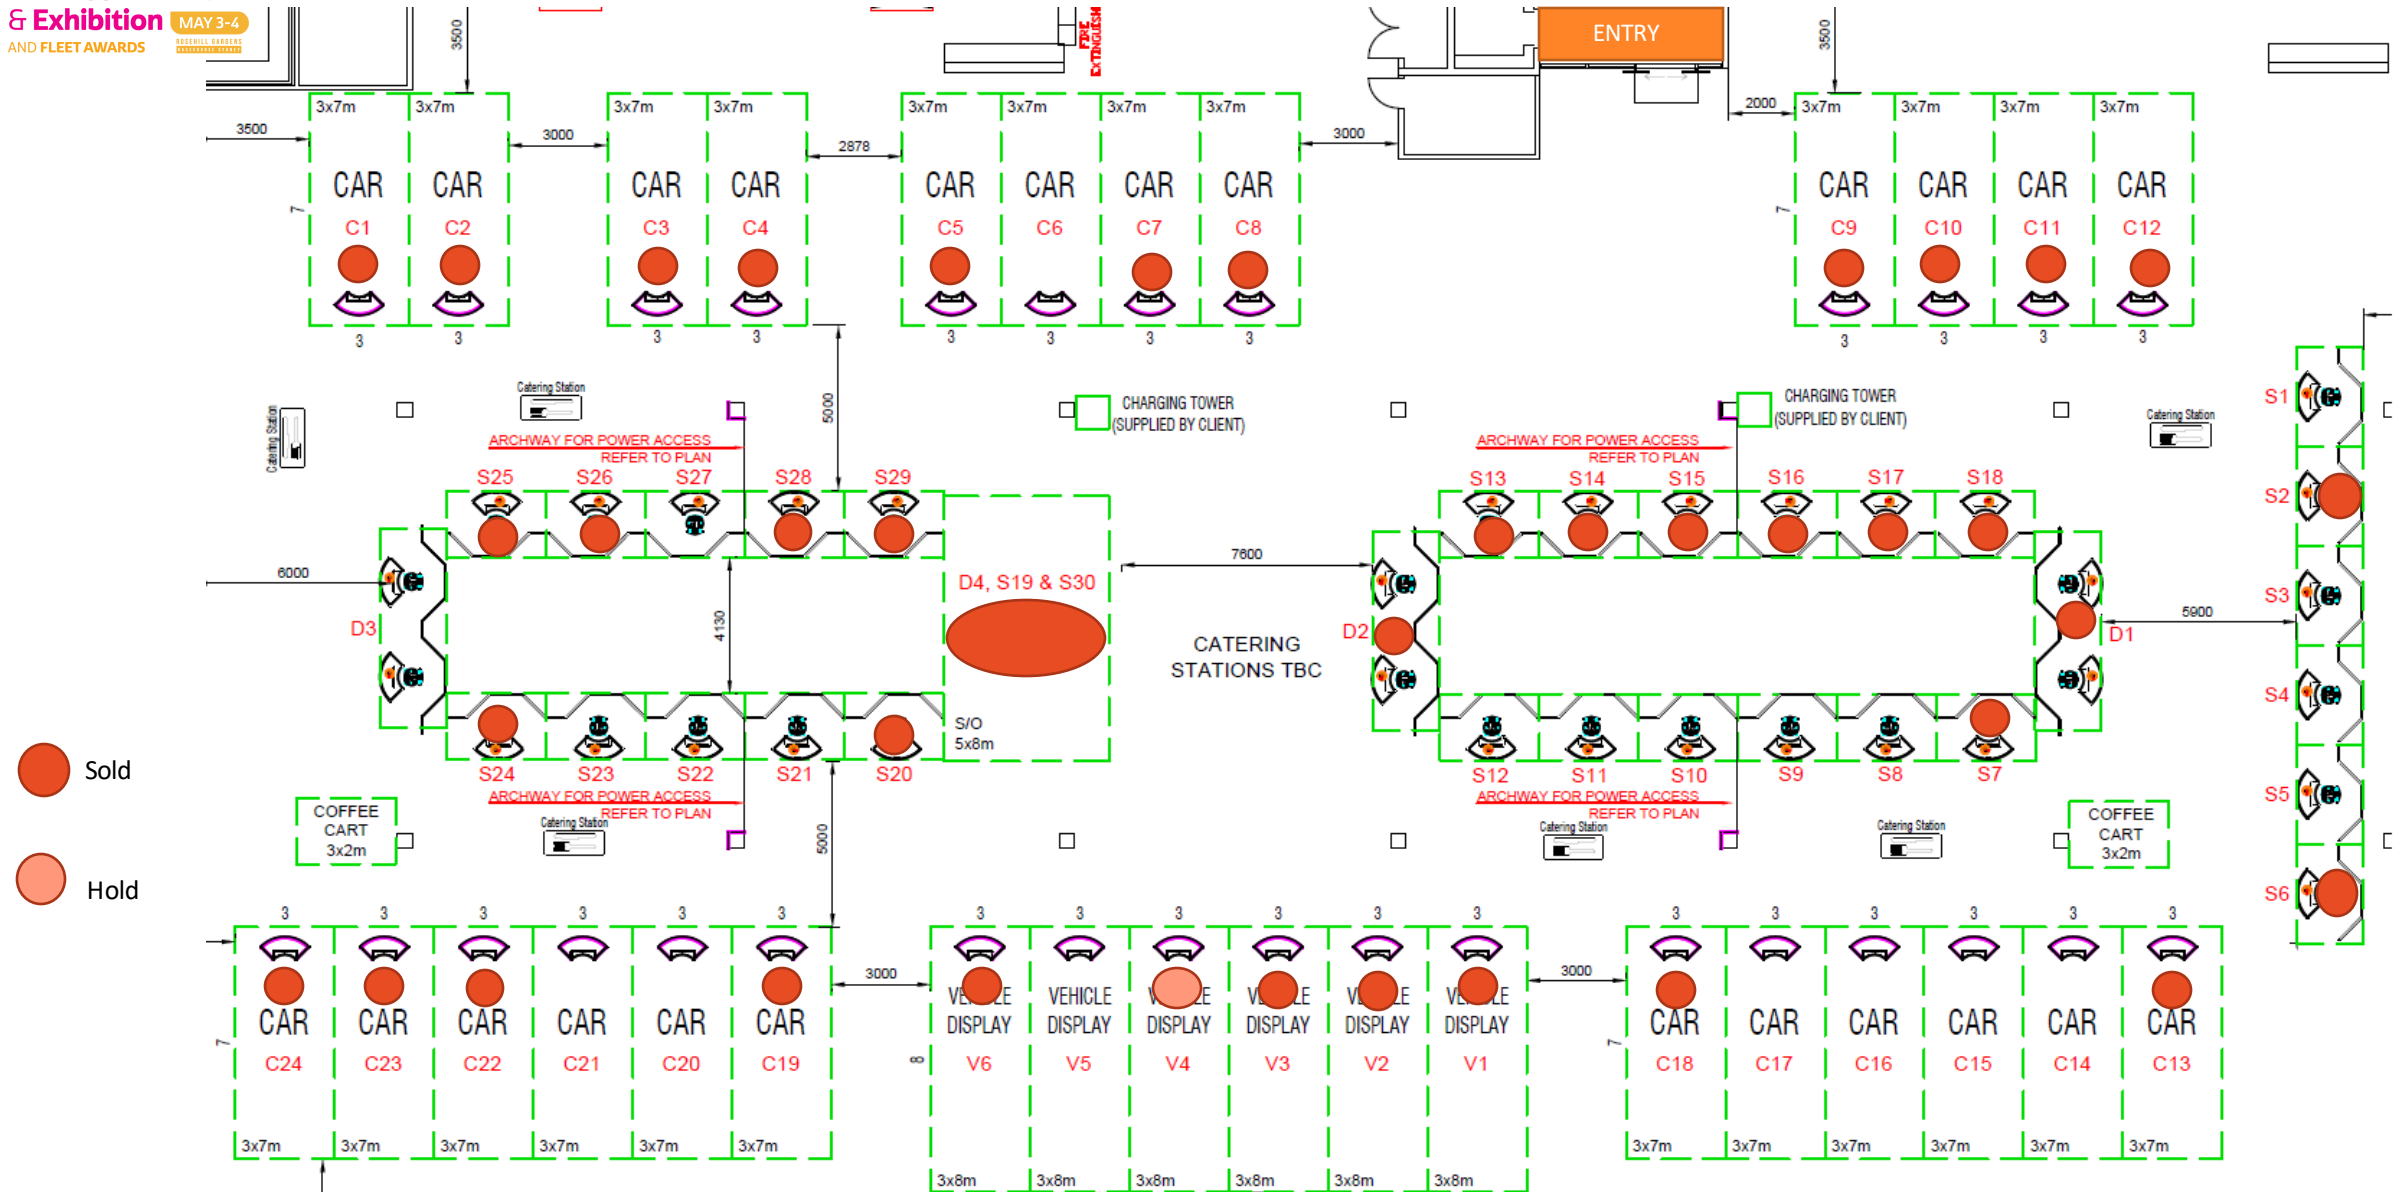 & Exhibition MAY 3-4
AND FLEET AWARDS ROSEHILL GARDENS
3500
FIRE
EXTINGUISH
ENTRY
3500
3x7m 3x7m 3x7m 3x7m 3x7m 3x7m 3x7m 3x7m 3x7m 3x7m 3x7m 3x7m
3500 3000 2878 3000 2000
CAR CAR CAR CAR CAR CAR CAR CAR CAR CAR CAR CAR
7 7
C1 C2 C3 C4 C5 C6 C7 C8 C9 C10 C11 C12
3 3 3 3 3 3 3 3 3 3 3 3
Catering Station
Catering Station
5000
CHARGING TOWER
(SUPPLIED BY CLIENT)
CHARGING TOWER
(SUPPLIED BY CLIENT)
Catering Station
S1
ARCHWAY FOR POWER ACCESS
REFER TO PLAN
ARCHWAY FOR POWER ACCESS
REFER TO PLAN
S25 S26 S27 S28 S29
S13 S14 S15 S16 S17 S18
S2
7600
6000
D4, S19 & S30
S3
4130
5900
D3
D2
D1
CATERING
STATIONS TBC
S4
S/O
5x8m
S24 S23 S22 S21 S20
S12 S11 S10 S9 S8 S7
Sold
S5
ARCHWAY FOR POWER ACCESS
REFER TO PLAN
ARCHWAY FOR POWER ACCESS
REFER TO PLAN
COFFEE
CART
3x2m
Catering Station
5000
Catering Station
Catering Station
COFFEE
CART
3x2m
Hold
S6
3 3 3 3 3 3 3 3 3 3 3 3 3 3 3 3 3 3
3000 3000
VEHICLE
DISPLAY DISPLAY DISPLAY DISPLAY DISPLAY DISPLAY
CAR CAR CAR CAR CAR CAR
CAR CAR CAR CAR CAR CAR
7 8 7
C24 C23 C22 C21 C20 C19 V6 V5 V4 V3 V2 V1 C18 C17 C16 C15 C14 C13
3x7m 3x7m 3x7m 3x7m 3x7m 3x7m
3x7m 3x7m 3x7m 3x7m 3x7m 3x7m
3x8m 3x8m 3x8m 3x8m 3x8m 3x8m